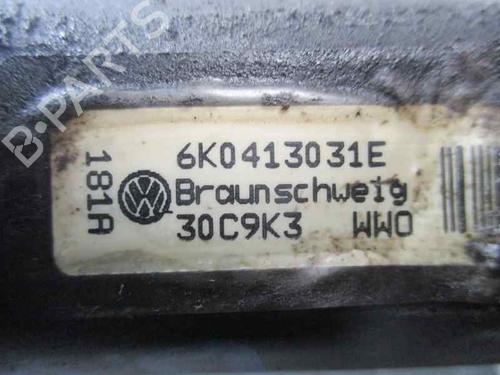 B-PARTS
181A
6K0413031E
Braunschweig
30C9K3 WWO